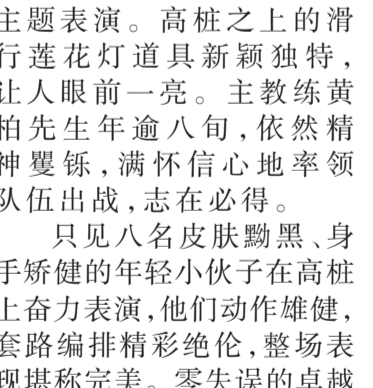 主题表演。高桩之上的滑
行莲花灯道具新颖独特，
让人眼前一亮。主教练黄
柏先生年逾八旬，依然精
神矍铄，满怀信心地率领
队伍出战，志在必得。
只见八名皮肤黝黑、身
手矫健的年轻小伙子在高桩
上奋力表演，他们动作雄健，
套路编排精彩绝伦，整场表
现堪称完美。零失误的卓越